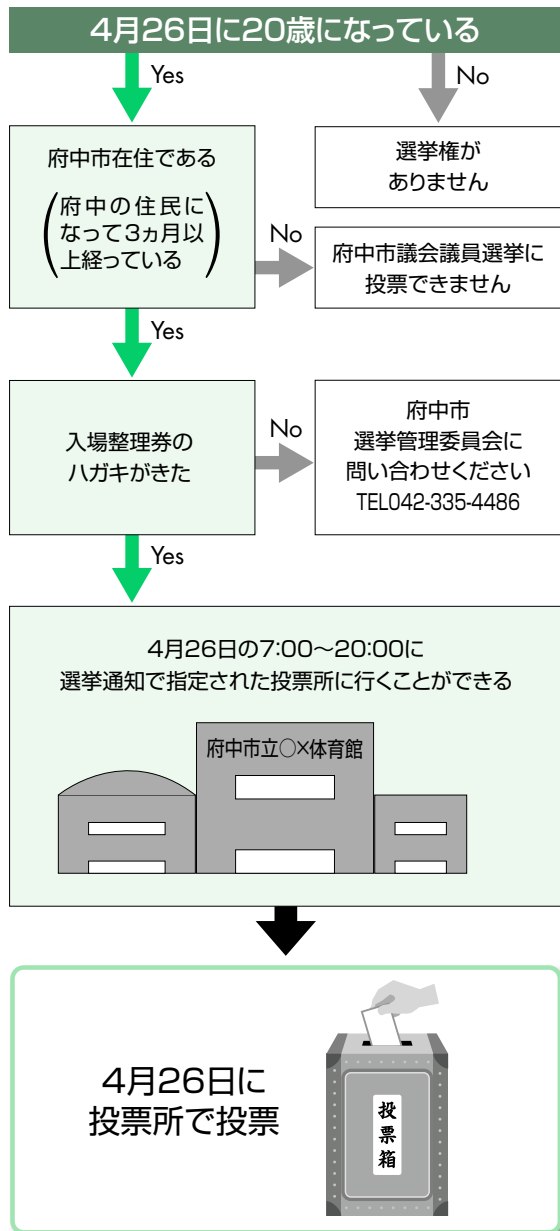 4月26日に20歳になっている
Yes
No
府中市在住である
(府中の住民に
なって3ヵ月以
上経っている)
選挙権が
ありません
No
府中市議会議員選挙に
投票できません
Yes
入場整理券の
ハガキがきた
No
府中市
選挙管理委員会に
問い合わせください
TEL042-335-4486
Yes
4月26日の7:00～20:00に
選挙通知で指定された投票所に行くことができる
府中市立○×体育館
4月26日に
投票所で投票
投票箱